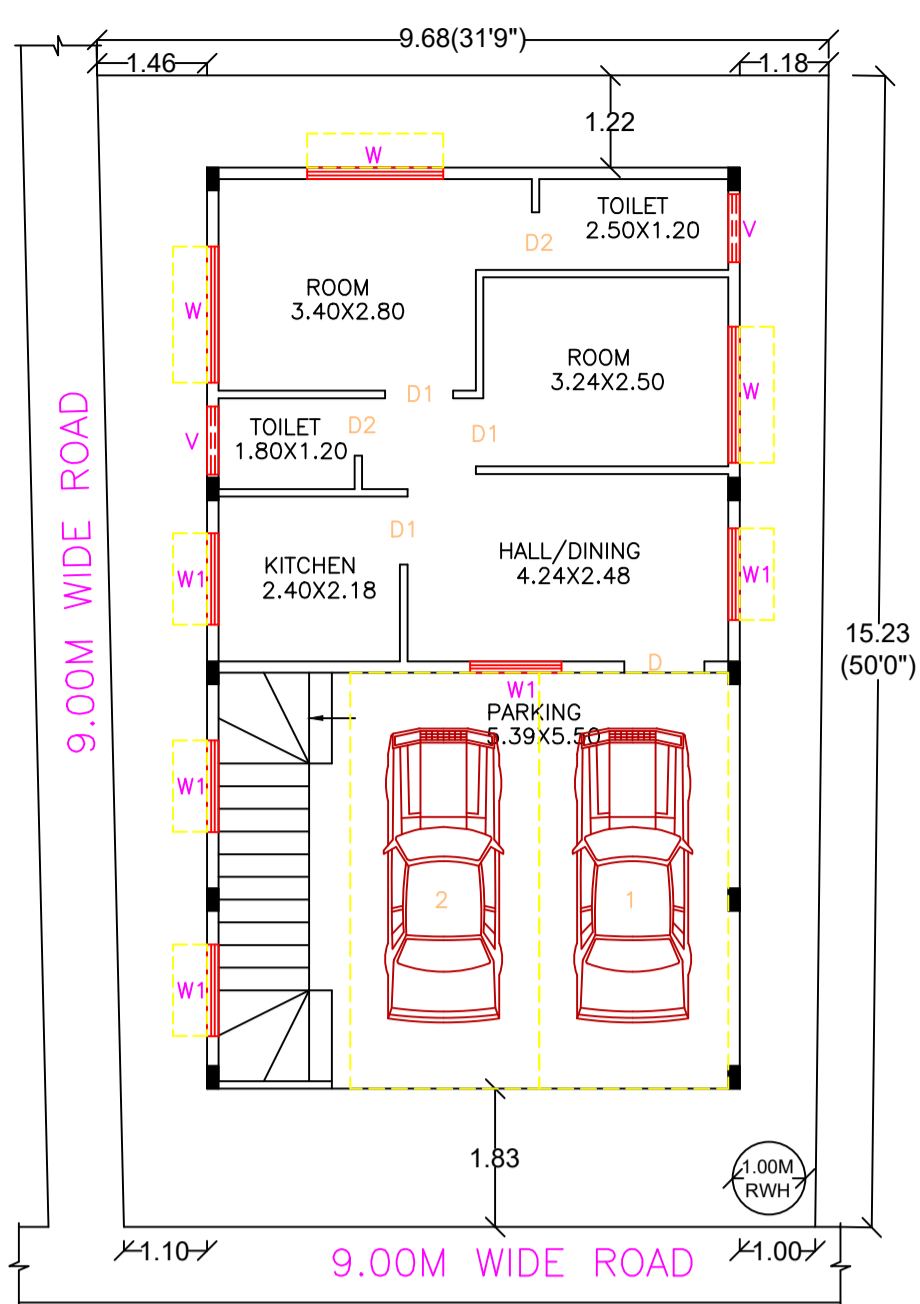 9.68(31'9")
1.46
1.18
1.22
W
TOILET
2.50X1.20
V
D2
ROOM
3.40X2.80
W
ROOM
3.24X2.50
W
D1
TOILET
1.80X1.20
D2
V
D1
9.00M WIDE ROAD
D1
HALL/DINING
4.24X2.48
KITCHEN
2.40X2.18
W1
W1
15.23
(50'0")
D
W1
PARKING
5.39X5.50
W1
2
1
W1
1.83
1.00M
RWH
1.10
9.00M WIDE ROAD
1.00